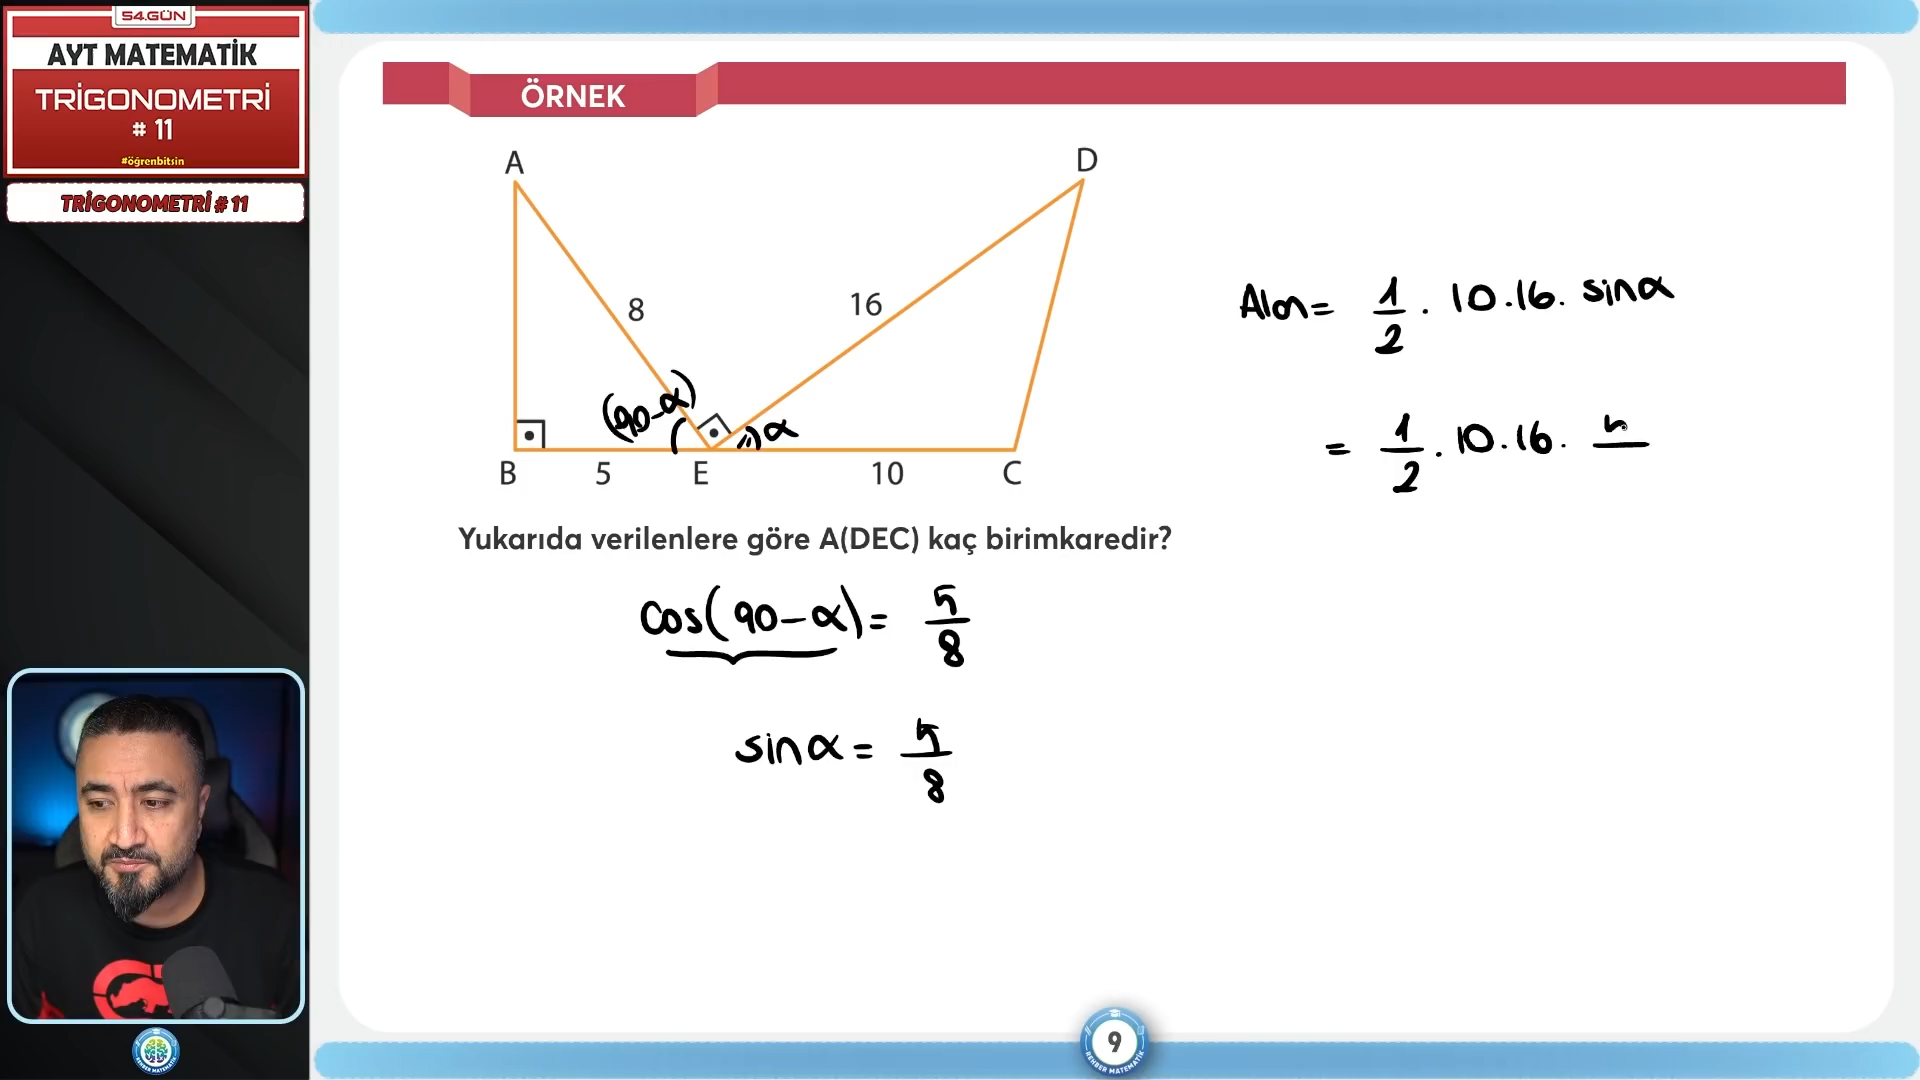 54.GÜN
AYT MATEMATİK
TRİGONOMETRİ
# 11
#öğrenbitsin
TRİGONOMETRİ # 11
ÖRNEK
A
D
8
16
(90-α)
α
B
5
E
10
C
Yukarıda verilenlere göre A(DEC) kaç birimkaredir?
cos(90-α) = 5/8
sinα = 5/8
Alan = 1/2 . 10.16. sinα
= 1/2 . 10.16.
9
REHBER MATEMATİK